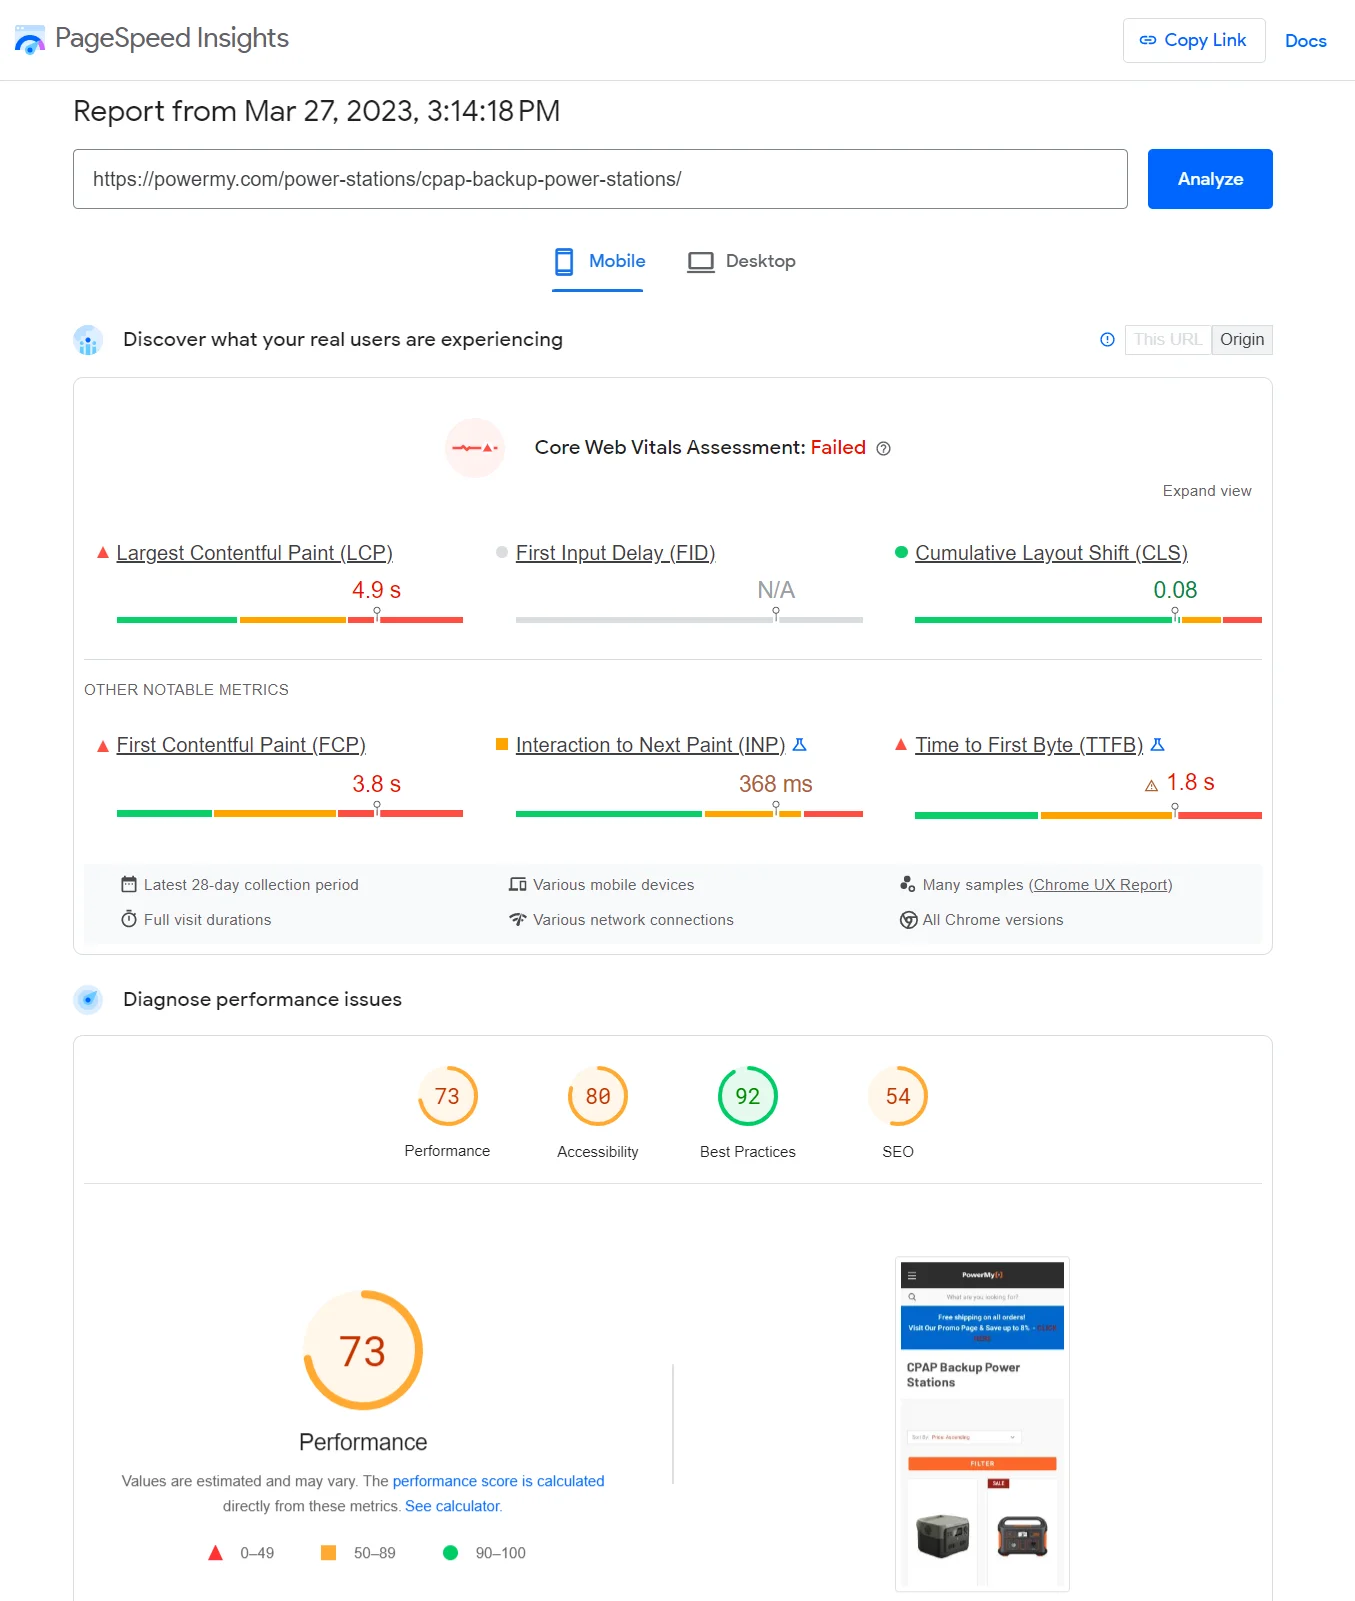 PageSpeed Insights
Copy Link
Docs
Report from Mar 27, 2023, 3:14:18 PM
https://powermy.com/power-stations/cpap-backup-power-stations/
Analyze
Mobile
Desktop
Discover what your real users are experiencing
This URL
Origin
Core Web Vitals Assessment: Failed
Expand view
Largest Contentful Paint (LCP)
4.9 s
First Input Delay (FID)
N/A
Cumulative Layout Shift (CLS)
0.08
OTHER NOTABLE METRICS
First Contentful Paint (FCP)
3.8 s
Interaction to Next Paint (INP)
368 ms
Time to First Byte (TTFB)
1.8 s
Latest 28-day collection period
Various mobile devices
Many samples (Chrome UX Report)
Full visit durations
Various network connections
All Chrome versions
Diagnose performance issues
73
Performance
80
Accessibility
92
Best Practices
54
SEO
73
Performance
Values are estimated and may vary. The performance score is calculated
directly from these metrics. See calculator.
0–49
50–89
90–100
PowerMy
What are you looking for?
Free shipping on all orders!
Visit Our Promo Page & Save up to 8% - CLICK
HERE
CPAP Backup Power
Stations
Sort By: Price: Ascending
FILTER
SALE